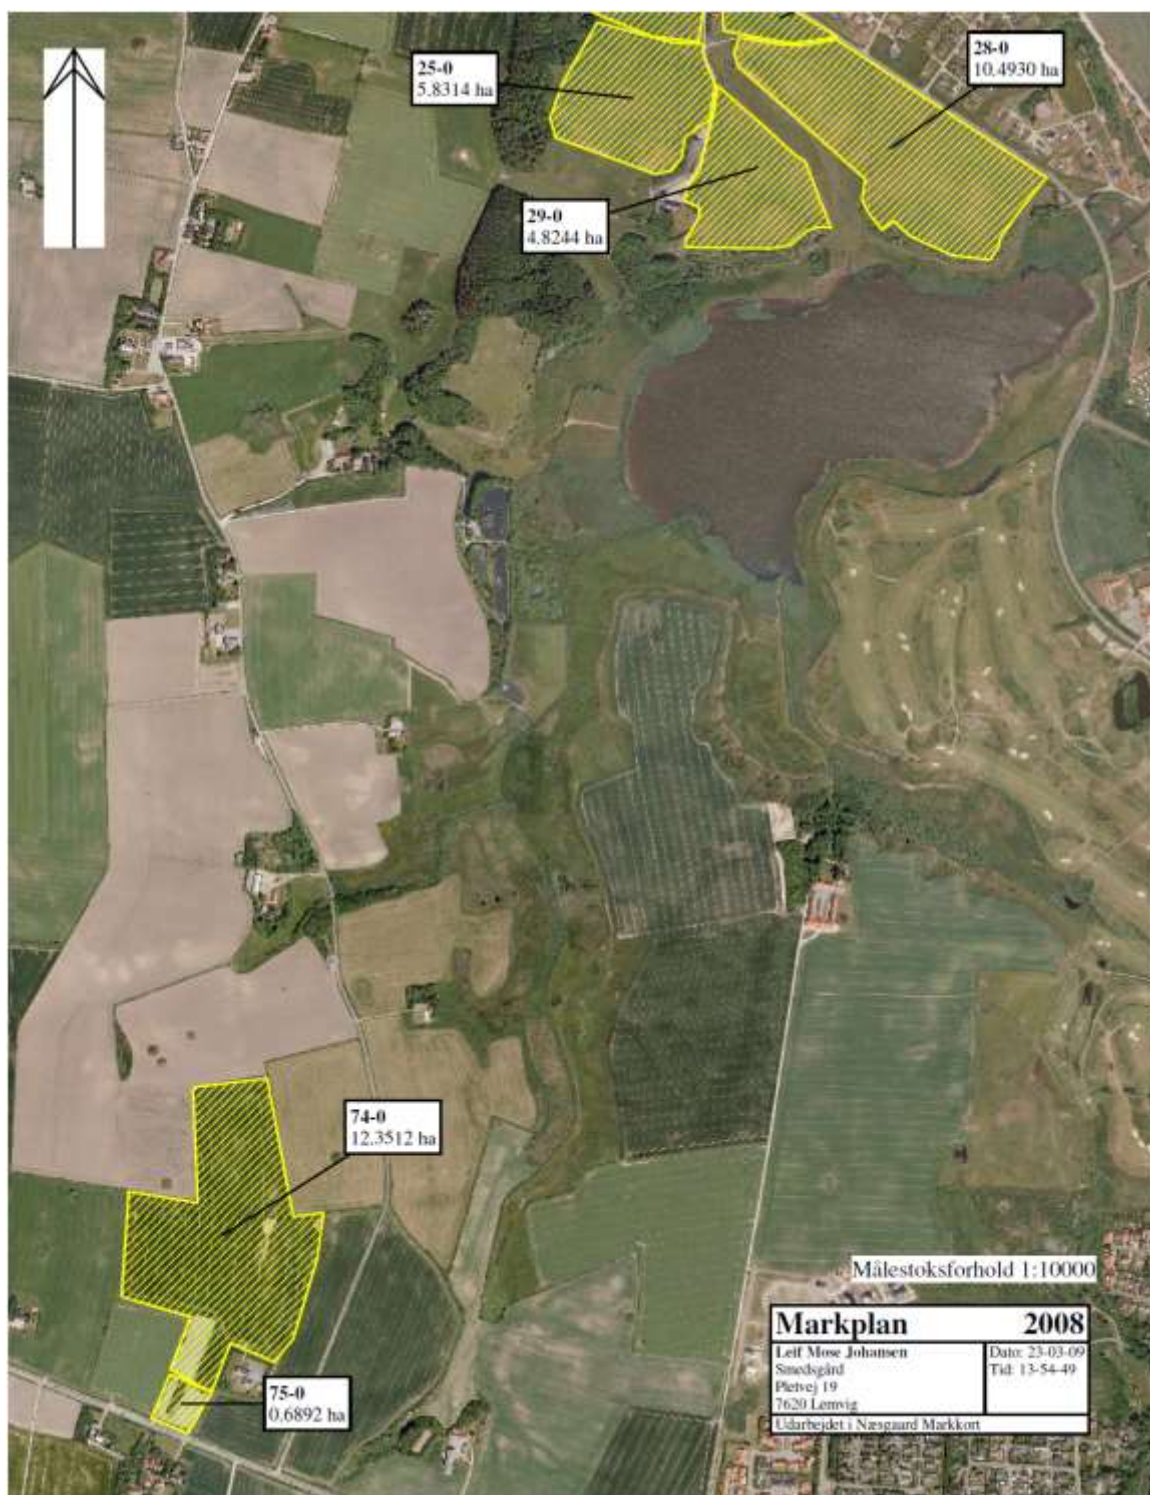 25-0
5.8314 ha
28-0
10.4930 ha
29-0
4.8244 ha
74-0
12.3512 ha
75-0
0.6892 ha
Målestoksforhold 1:10000
Markplan 2008
Leif Mose Johansen
Smedsgård
Pletvej 19
7620 Lemvig
Dato: 23-03-09
Tid: 13-54-49
Udarbejdet i Næsgaard Markkort